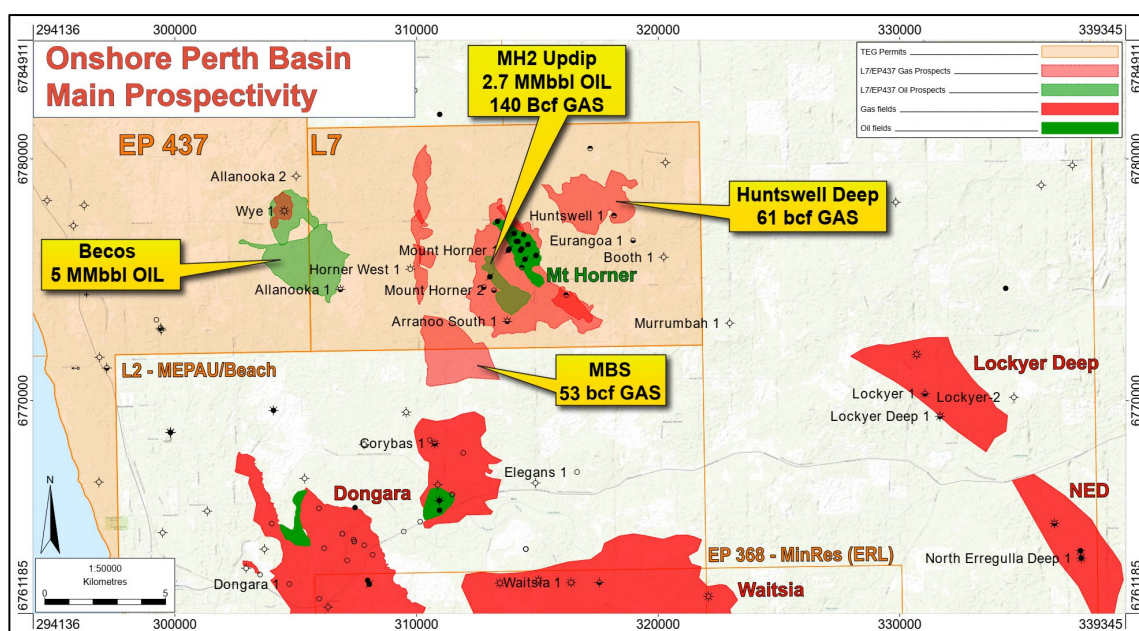 294136
300000
310000
320000
339345
6784911
6784911
Onshore Perth Basin
Main Prospectivity
MH2 Updip
2.7 MMbbl OIL
140 Bcf GAS
TEG Permits
L7/EP437 Gas Prospects
L7/EP437 Oil Prospects
Gas fields
Oil fields
EP 437
L7
6780000
6780000
Allanooka 2
Wye 1
Huntswell Deep
61 bcf GAS
Huntswell 1
Becos
5 MMbbl OIL
Mount Horner 1
Eurangoa 1
Booth 1
Horner West 1
Mt Horner
Allanooka 1
Mount Horner 2
Arranoo South 1
Murrumbah 1
L2 - MEPAU/Beach
MBS
53 bcf GAS
Lockyer Deep
Lockyer 1
Lockyer-2
Lockyer Deep 1
6770000
6770000
Corybas 1
Elegans 1
Dongara
NED
N
EP 368 - MinRes (ERL)
North Erregulla Deep 1
1:50000
Kilometres
0
5
Dongara 1
Waitsia 1
Waitsia
6761185
6761185
294136
300000
310000
320000
339345